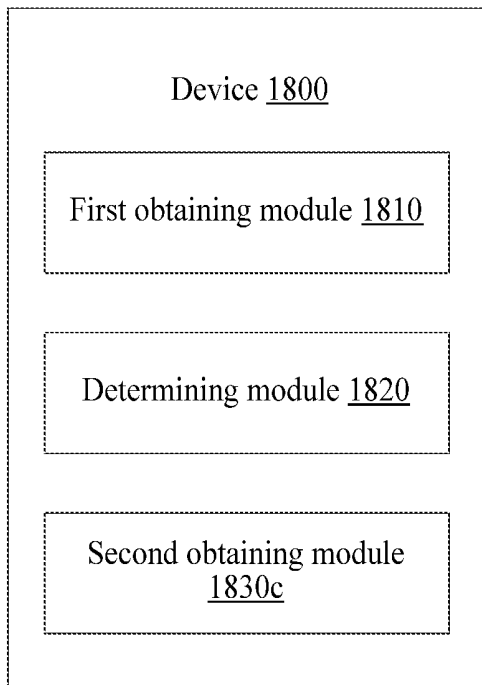 Device 1800
First obtaining module 1810
Determining module 1820
Second obtaining module
1830c